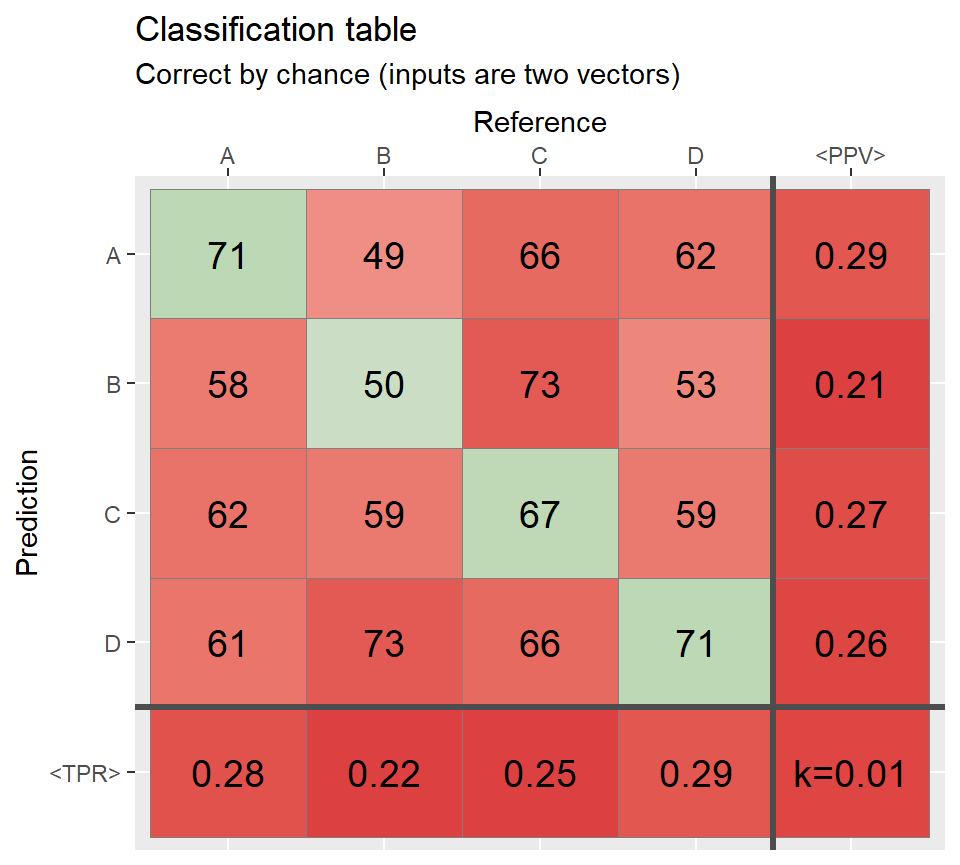 Classification table
Correct by chance (inputs are two vectors)
Reference
A B C D <PPV>
A 71 49 66 62 0.29
B 58 50 73 53 0.21
C 62 59 67 59 0.27
D 61 73 66 71 0.26
<TPR> 0.28 0.22 0.25 0.29 k=0.01
Prediction